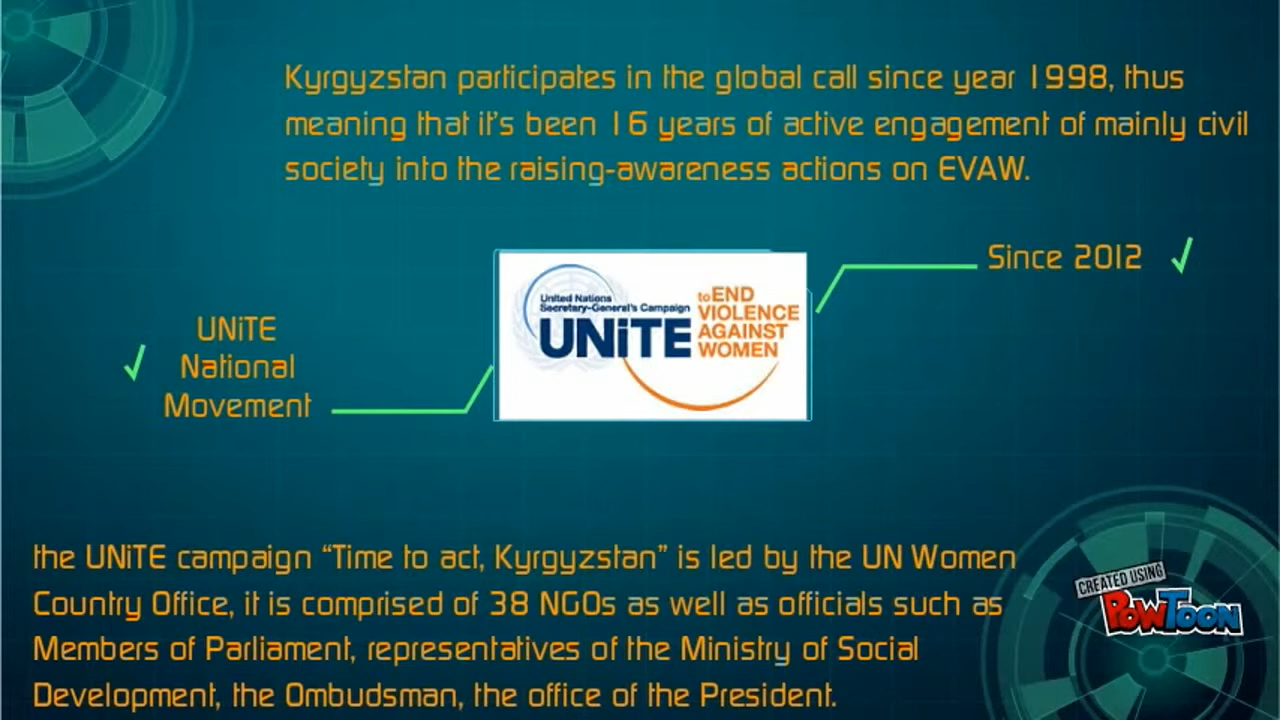 Kyrgyzstan participates in the global call since year 1998, thus
meaning that it's been 16 years of active engagement of mainly civil
society into the raising-awareness actions on EVAW.
Since 2012
UNiTE
National
Movement
United Nations
Secretary-General's Campaign
UNiTE
to END
VIOLENCE
AGAINST
WOMEN
the UNiTE campaign “Time to act, Kyrgyzstan” is led by the UN Women
Country Office, it is comprised of 38 NGOs as well as officials such as
Members of Parliament, representatives of the Ministry of Social
Development, the Ombudsman, the office of the President.
CREATED USING
POWTOON